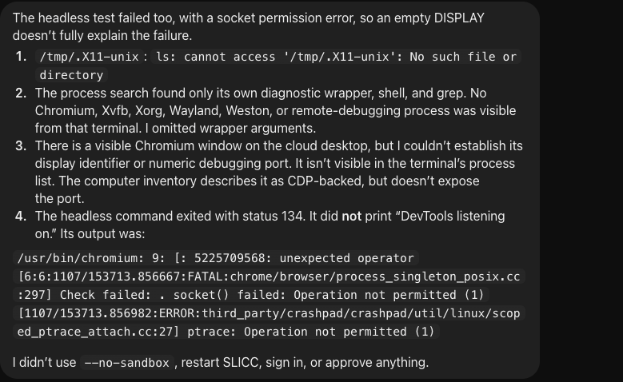 The headless test failed too, with a socket permission error, so an empty DISPLAY
doesn't fully explain the failure.
1. /tmp/.X11-unix : ls: cannot access '/tmp/.X11-unix': No such file or
directory
2. The process search found only its own diagnostic wrapper, shell, and grep. No
Chromium, Xvfb, Xorg, Wayland, Weston, or remote-debugging process was visible
from that terminal. I omitted wrapper arguments.
3. There is a visible Chromium window on the cloud desktop, but I couldn't establish its
display identifier or numeric debugging port. It isn't visible in the terminal's process
list. The computer inventory describes it as CDP-backed, but doesn't expose
the port.
4. The headless command exited with status 134. It did not print “DevTools listening
on.” Its output was:
/usr/bin/chromium: 9: [: 5225709568: unexpected operator
[6:6:1107/153713.856667:FATAL:chrome/browser/process_singleton_posix.cc
:297] Check failed: . socket() failed: Operation not permitted (1)
[1107/153713.856982:ERROR:third_party/crashpad/crashpad/util/linux/scop
ed_ptrace_attach.cc:27] ptrace: Operation not permitted (1)
I didn't use --no-sandbox , restart SLICC, sign in, or approve anything.